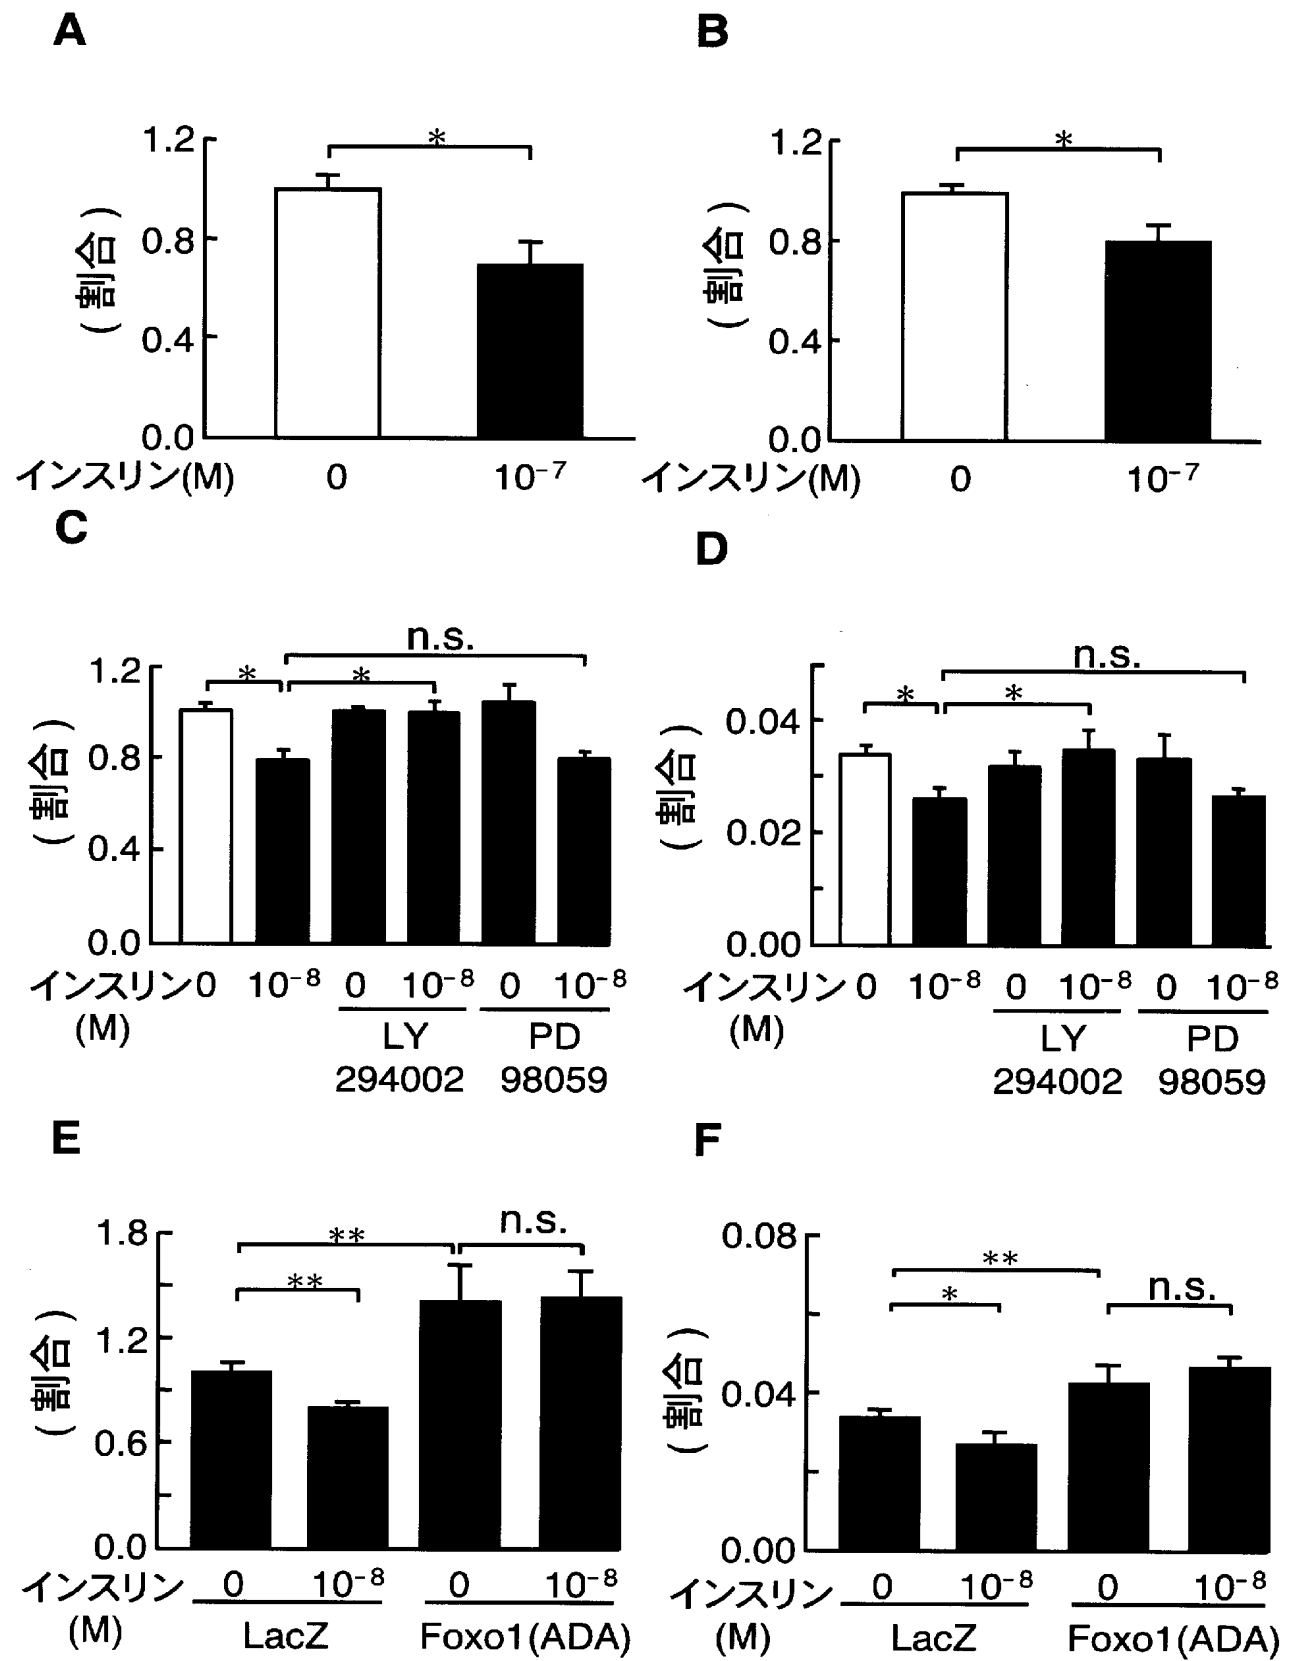 A
B
1.2
0.8
0.4
0.0
(割合)
*
インスリン(M) 0 10⁻⁷
1.2
0.8
0.4
0.0
(割合)
*
インスリン(M) 0 10⁻⁷
C
D
n.s.
* *
1.2
0.8
0.4
0.0
(割合)
インスリン 0 10⁻⁸ 0 10⁻⁸ 0 10⁻⁸
(M) LY PD
294002 98059
n.s.
* *
0.04
0.02
0.00
(割合)
インスリン 0 10⁻⁸ 0 10⁻⁸ 0 10⁻⁸
(M) LY PD
294002 98059
E
F
n.s.
**
**
1.8
1.2
0.6
0.0
(割合)
インスリン 0 10⁻⁸ 0 10⁻⁸
(M) LacZ Foxo1(ADA)
**
n.s.
*
0.08
0.04
0.00
(割合)
インスリン 0 10⁻⁸ 0 10⁻⁸
(M) LacZ Foxo1(ADA)